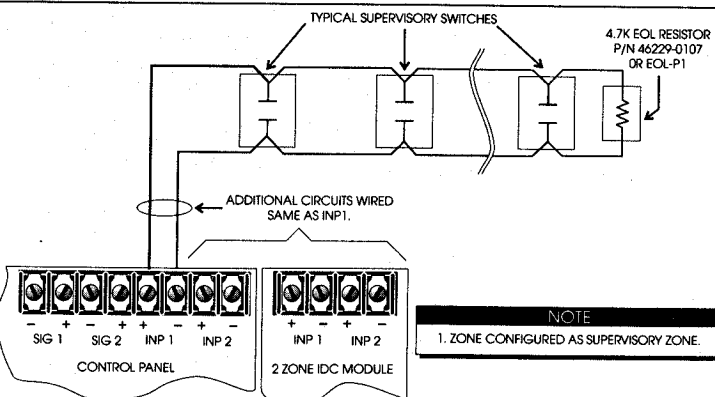 TYPICAL SUPERVISORY SWITCHES
4.7K EOL RESISTOR
P/N 46229-0107
OR EOL-P1
ADDITIONAL CIRCUITS WIRED
SAME AS INP1.
- + - + + - + -
SIG 1 SIG 2 INP 1 INP 2
CONTROL PANEL
+ - + -
INP 1 INP 2
2 ZONE IDC MODULE
NOTE
1. ZONE CONFIGURED AS SUPERVISORY ZONE.